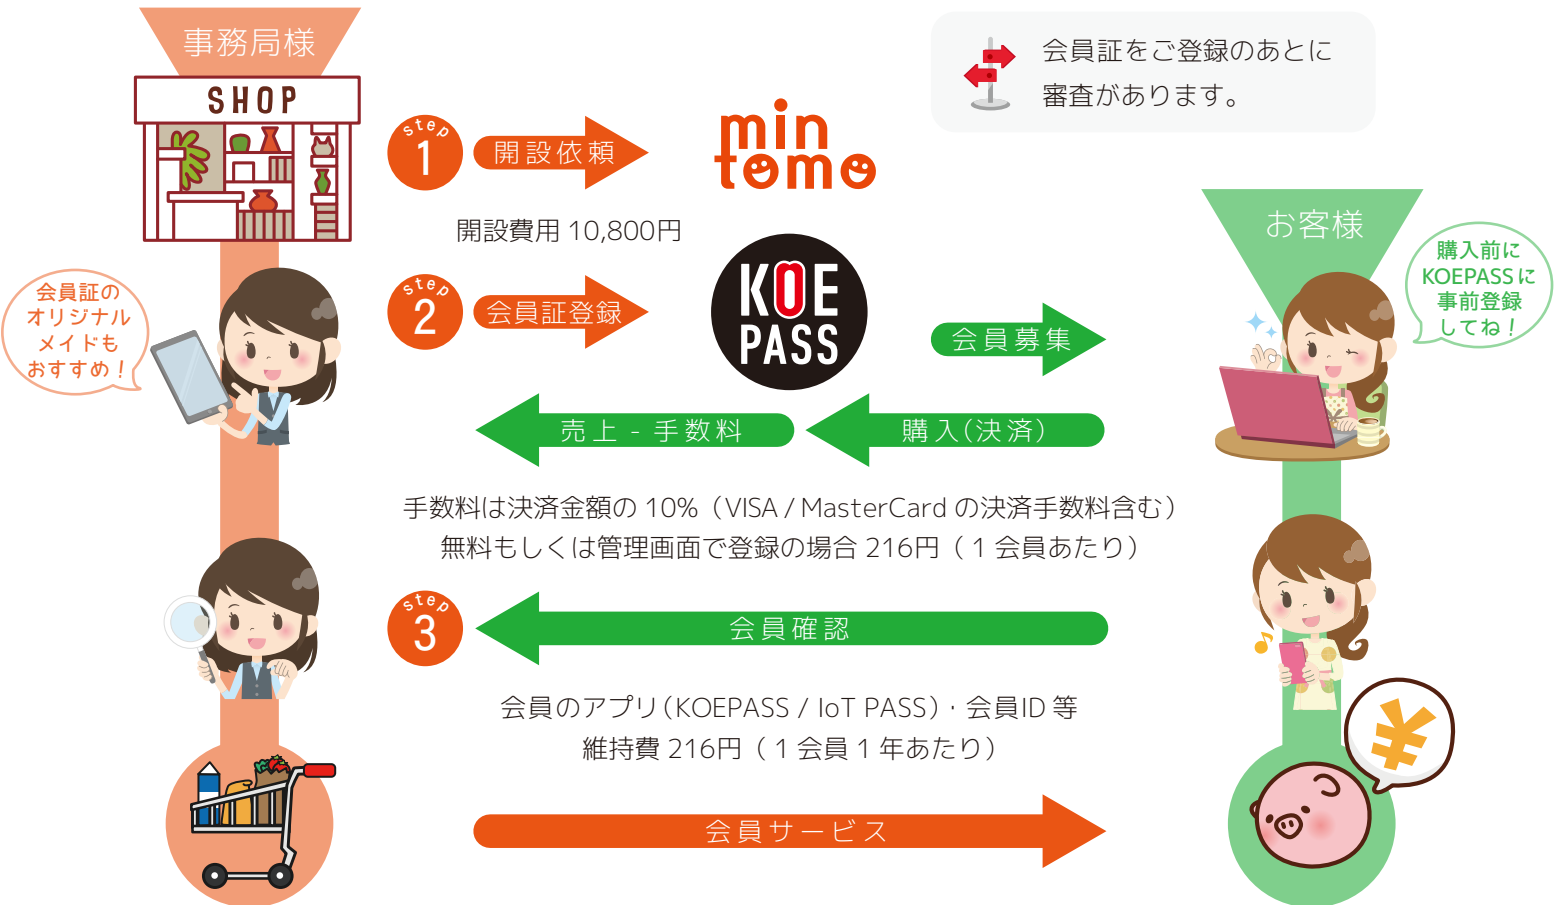 事務局様
SHOP
会員証をご登録のあとに
審査があります。
step
1
開設依頼
min
tomo
開設費用 10,800円
お客様
会員証の
オリジナル
メイドも
おすすめ！
step
2
会員証登録
KOE
PASS
会員募集
購入前に
KOEPASSに
事前登録
してね！
売上 - 手数料
購入(決済)
手数料は決済金額の 10%（VISA / MasterCard の決済手数料含む）
無料もしくは管理画面で登録の場合 216円（ 1 会員あたり）
step
3
会員確認
会員のアプリ(KOEPASS / IoT PASS)・会員ID 等
維持費 216円（ 1 会員 1 年あたり）
¥
会員サービス